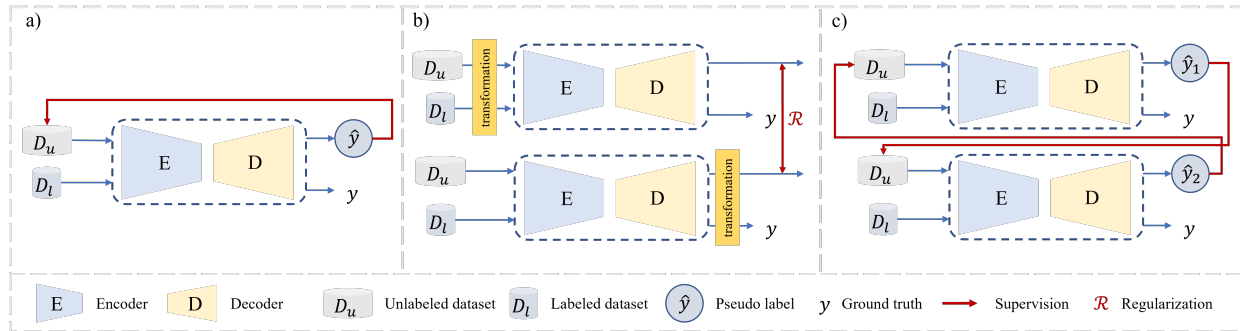 a)
D_u
D_l
E
D
ŷ
y
b)
D_u
D_l
transformation
E
D
y
ℛ
D_u
D_l
E
D
transformation
y
c)
D_u
D_l
E
D
ŷ_1
y
D_u
D_l
E
D
ŷ_2
y
E Encoder D Decoder D_u Unlabeled dataset D_l Labeled dataset ŷ Pseudo label y Ground truth Supervision ℛ Regularization